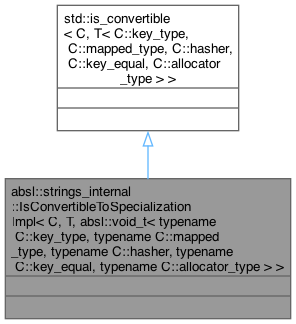 std::is_convertible
< C, T< C::key_type,
C::mapped_type, C::hasher,
C::key_equal, C::allocator
_type > >
absl::strings_internal
::IsConvertibleToSpecialization
Impl< C, T, absl::void_t< typename
C::key_type, typename C::mapped
_type, typename C::hasher, typename
C::key_equal, typename C::allocator_type > >